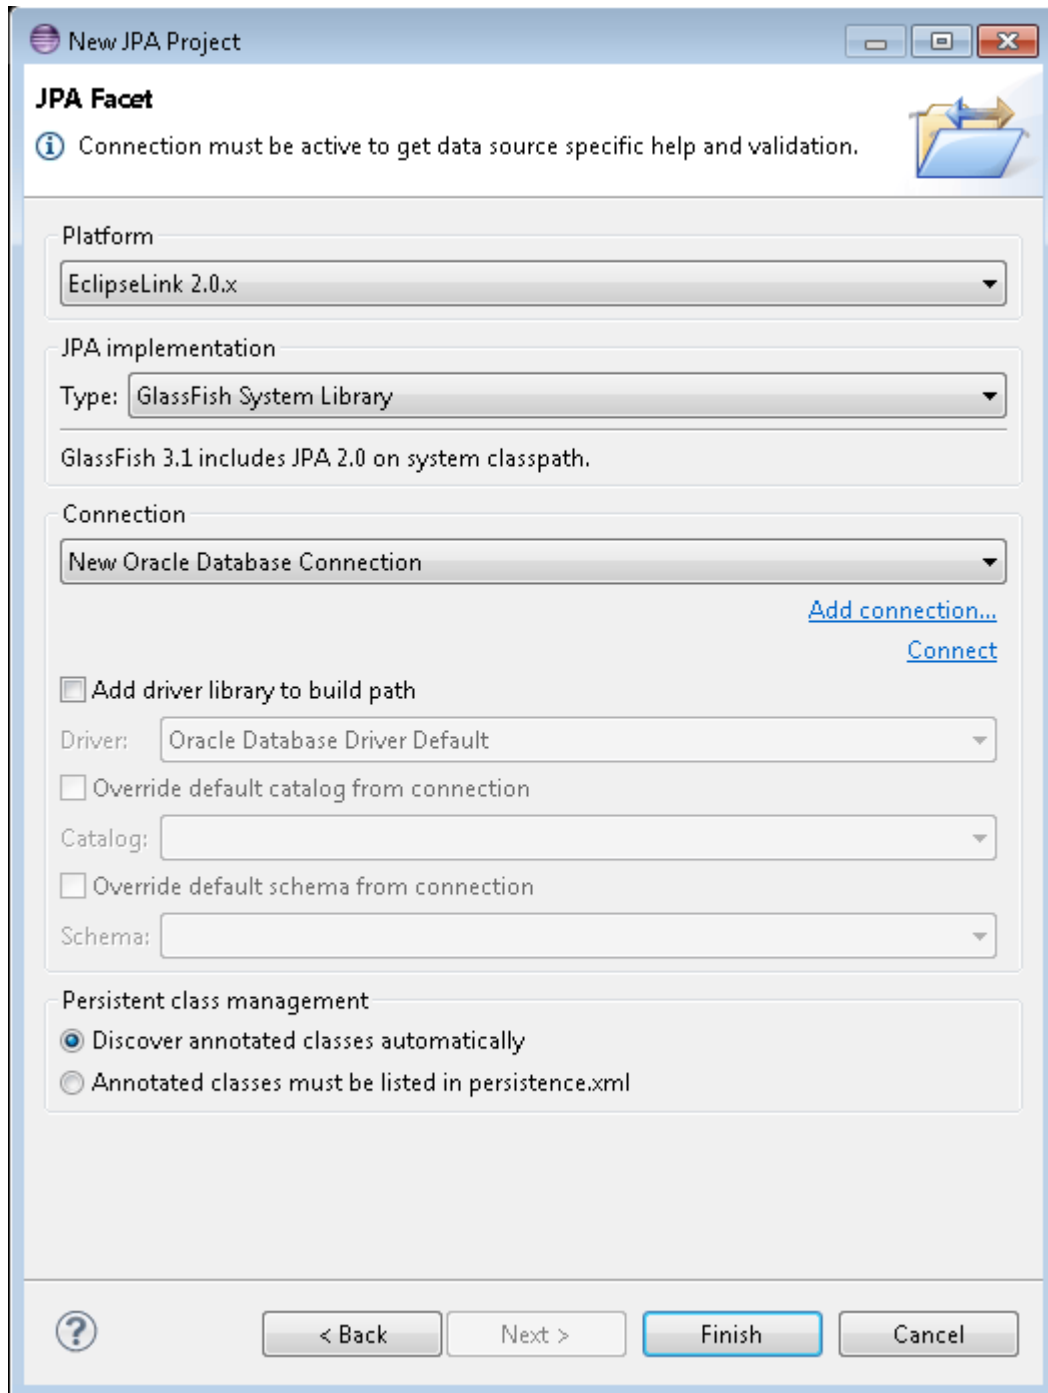 New JPA Project
JPA Facet
Connection must be active to get data source specific help and validation.
Platform
EclipseLink 2.0.x
JPA implementation
Type: GlassFish System Library
GlassFish 3.1 includes JPA 2.0 on system classpath.
Connection
New Oracle Database Connection
Add connection...
Connect
Add driver library to build path
Driver: Oracle Database Driver Default
Override default catalog from connection
Catalog:
Override default schema from connection
Schema:
Persistent class management
Discover annotated classes automatically
Annotated classes must be listed in persistence.xml
< Back Next > Finish Cancel